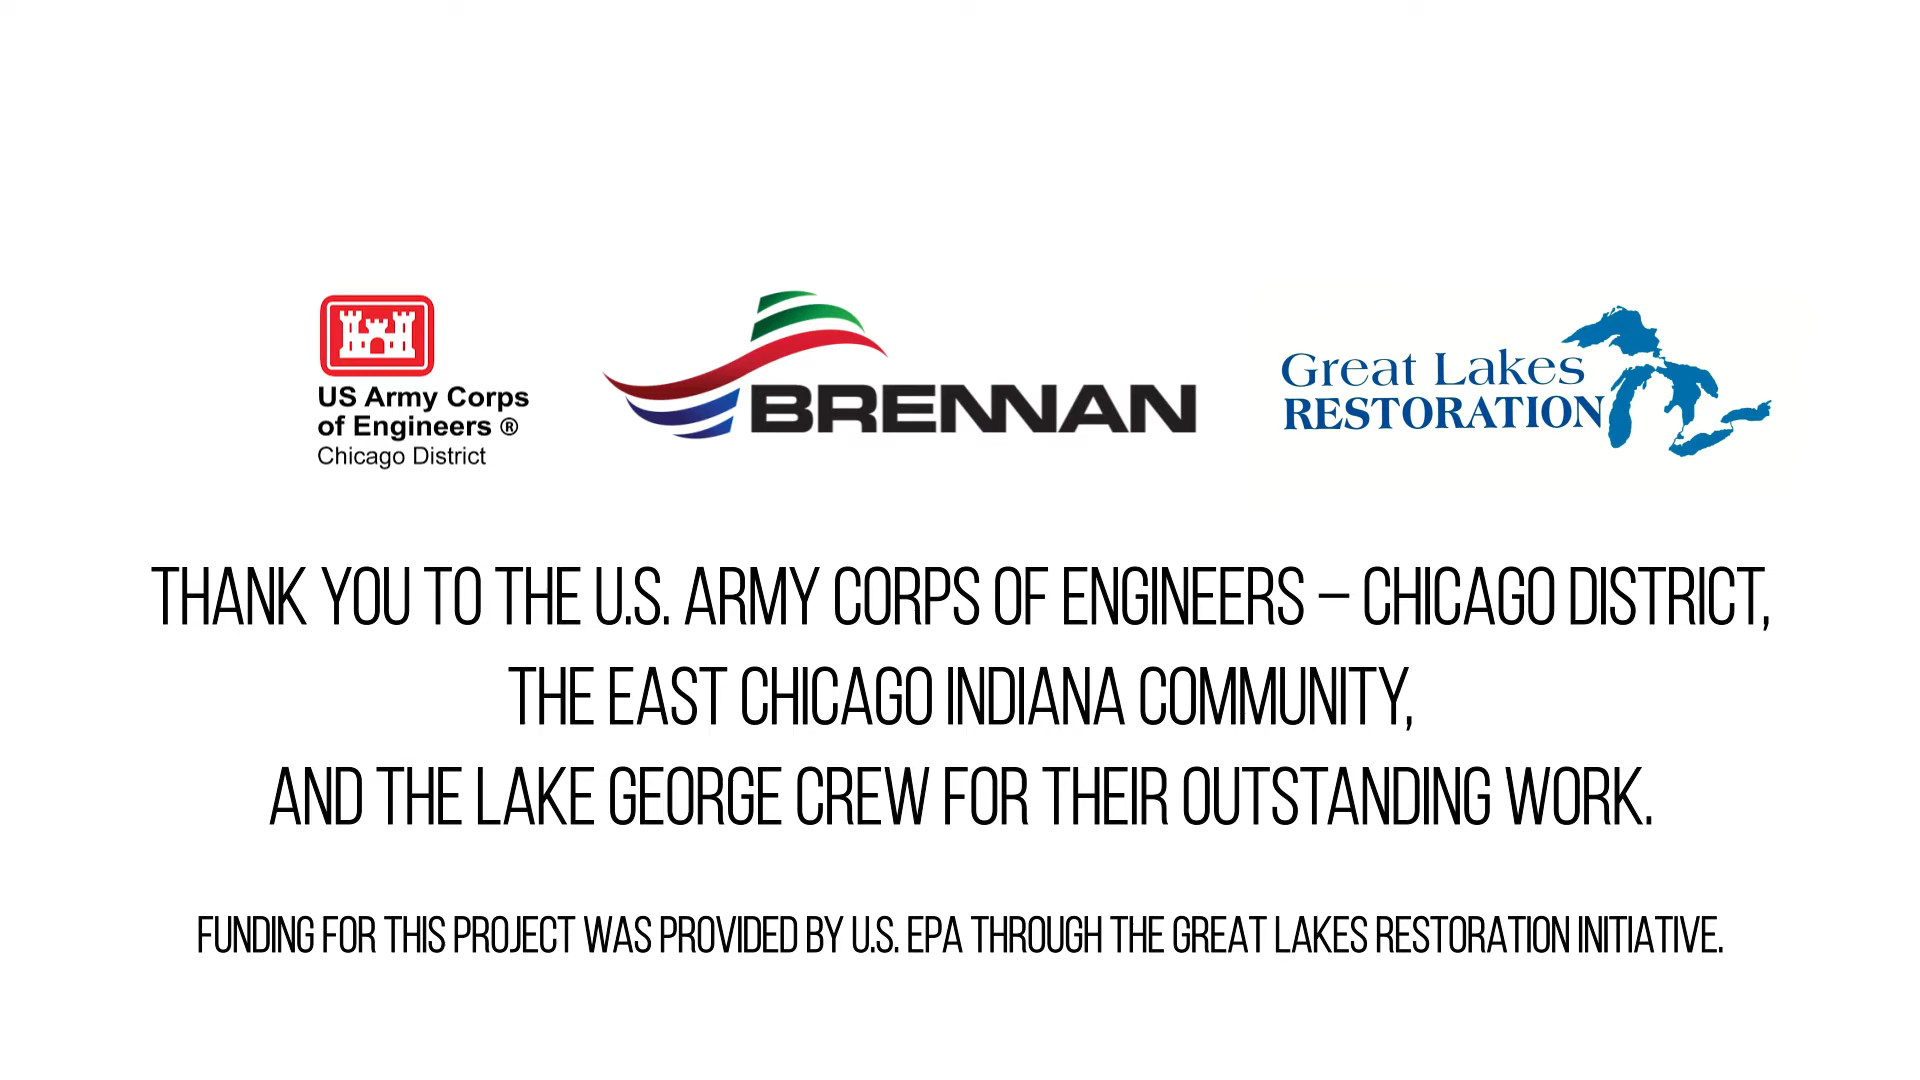 US Army Corps
of Engineers ®
Chicago District
BRENNAN
Great Lakes
RESTORATION
THANK YOU TO THE U.S. ARMY CORPS OF ENGINEERS – CHICAGO DISTRICT,
THE EAST CHICAGO INDIANA COMMUNITY,
AND THE LAKE GEORGE CREW FOR THEIR OUTSTANDING WORK.
FUNDING FOR THIS PROJECT WAS PROVIDED BY U.S. EPA THROUGH THE GREAT LAKES RESTORATION INITIATIVE.